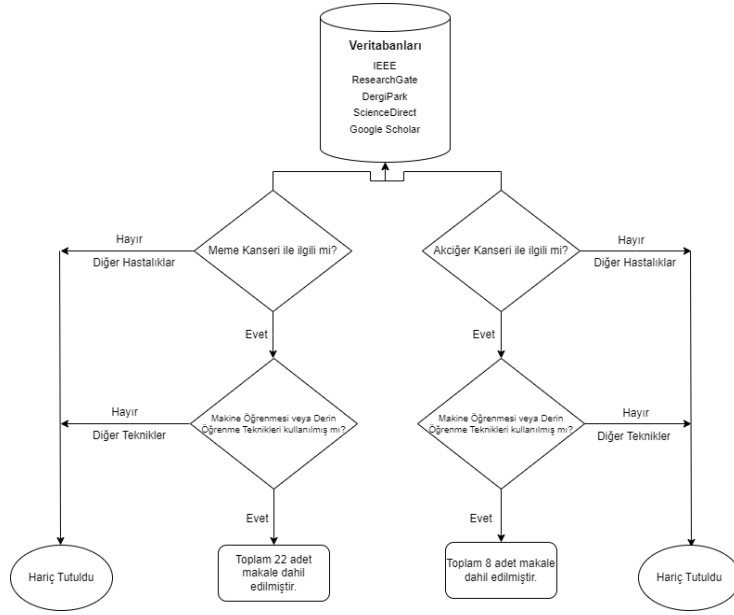 Veritabanları
IEEE
ResearchGate
DergiPark
ScienceDirect
Google Scholar
Meme Kanseri ile ilgili mi?
Akciğer Kanseri ile ilgili mi?
Hayır
Diğer Hastalıklar
Hayır
Diğer Hastalıklar
Evet
Evet
Makine Öğrenmesi veya Derin
Öğrenme Teknikleri kullanılmış mı?
Makine Öğrenmesi veya Derin
Öğrenme Teknikleri kullanılmış mı?
Hayır
Diğer Teknikler
Hayır
Diğer Teknikler
Evet
Evet
Hariç Tutuldu
Toplam 22 adet
makale dahil
edilmiştir.
Toplam 8 adet makale
dahil edilmiştir.
Hariç Tutuldu